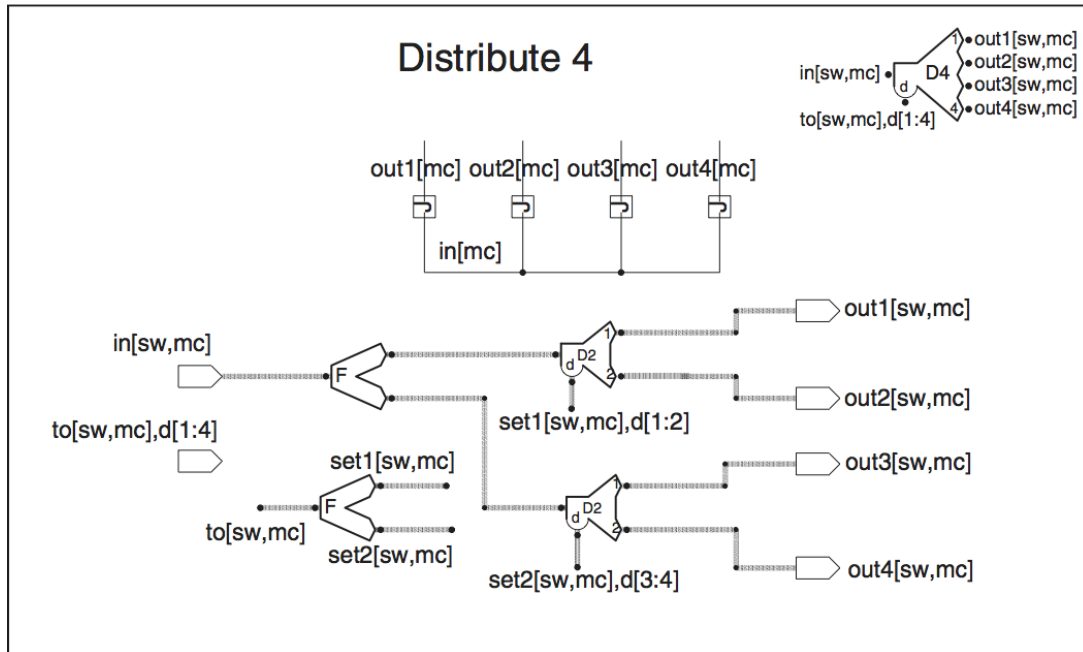 Distribute 4
in[sw,mc]
d
D4
1
4
out1[sw,mc]
out2[sw,mc]
out3[sw,mc]
out4[sw,mc]
to[sw,mc],d[1:4]
out1[mc] out2[mc] out3[mc] out4[mc]
J J J J
in[mc]
in[sw,mc]
F
d
D2
1
2
out1[sw,mc]
out2[sw,mc]
set1[sw,mc],d[1:2]
to[sw,mc],d[1:4]
set1[sw,mc]
F
to[sw,mc]
set2[sw,mc]
d
D2
1
2
out3[sw,mc]
out4[sw,mc]
set2[sw,mc],d[3:4]